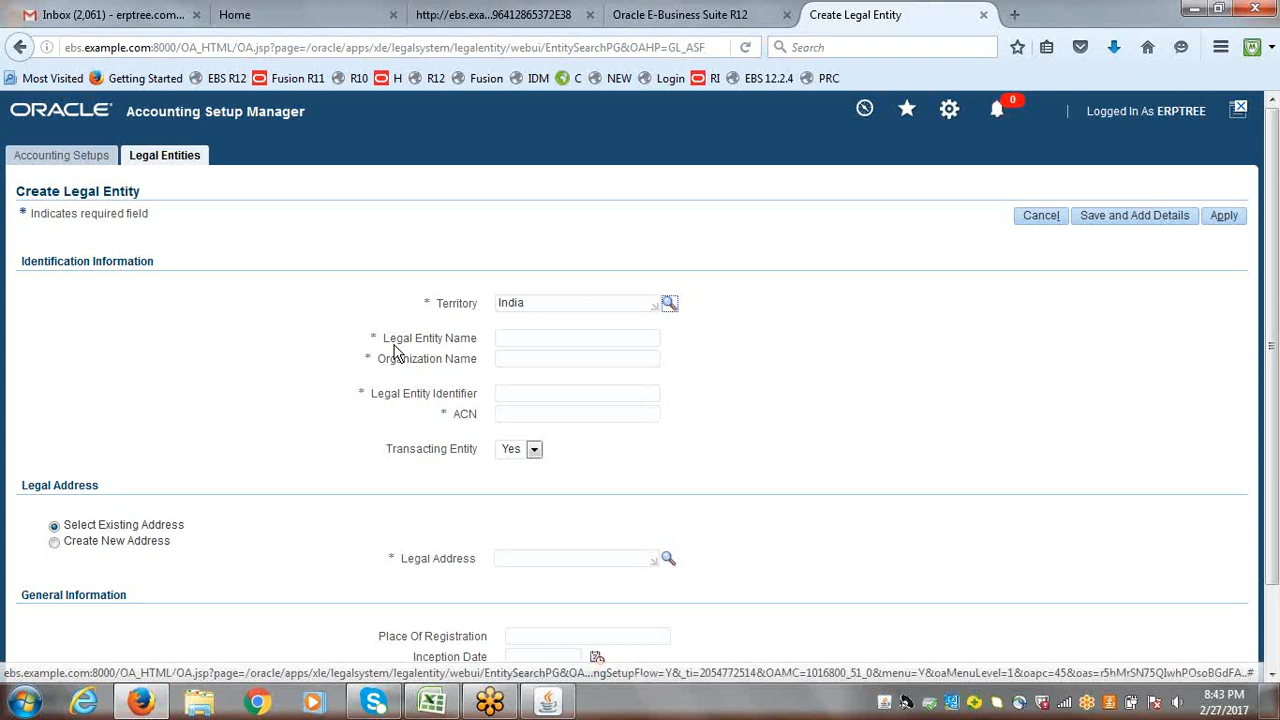 Inbox (2) - erptree.com...
Home
http://ebs.exa...96412865372E38
Oracle E-Business Suite R12
Create Legal Entity
ebs.example.com:8000/OA_HTML/OA.jsp?page=/oracle/apps/xle/legalsystem/legalentity/webui/EntitySearchPG&OAHP=GL_ASF
Search
Most Visited
Getting Started
EBS R12
Fusion R11
R10
H
R12
Fusion
IDM
C
NEW
Login
RI
EBS 12.2.4
PRC
ORACLE Accounting Setup Manager
0
Logged In As ERPTREE
Accounting Setups
Legal Entities
Create Legal Entity
* Indicates required field
Cancel
Save and Add Details
Apply
Identification Information
* Territory India
* Legal Entity Name
* Organization Name
* Legal Entity Identifier
* ACN
Transacting Entity Yes
Legal Address
Select Existing Address
Create New Address
* Legal Address
General Information
Place Of Registration
Inception Date
ebs.example.com:8000/OA_HTML/OA.jsp?page=/oracle/apps/xle/legalsystem/legalentity/webui/EntitySearchPG&OA...ngSetupFlow=Y&_ti=2054772514&OAMC=1016800_51_0&menu=Y&oaMenuLevel=1&oapc=45&oas=r5hMrSN75QIwhPOsoBGdFA..#
8:43 PM
2/27/2017